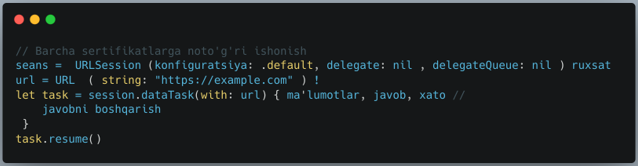 // Barcha sertifikatlarga noto'g'ri ishonish
seans =  URLSession (konfiguratsiya: .default, delegate: nil , delegateQueue: nil ) ruxsat
url = URL  ( string: "https://example.com" ) !
let task = session.dataTask(with: url) { ma'lumotlar, javob, xato //
    javobni boshqarish
 }
task.resume()